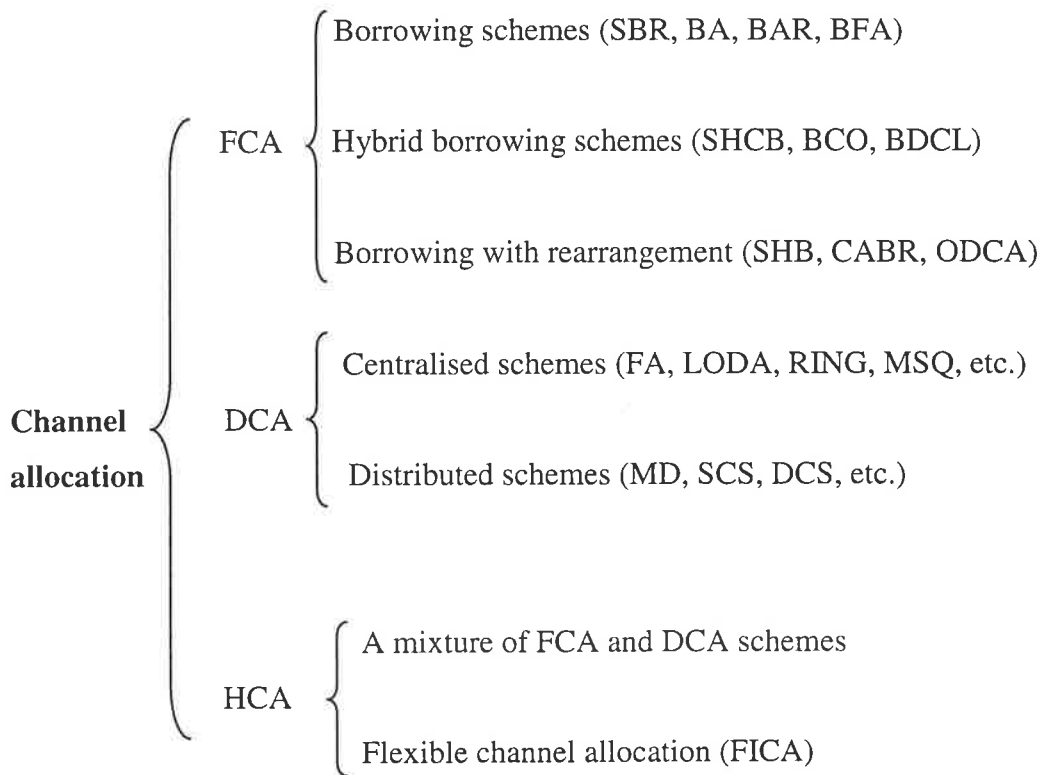 Borrowing schemes (SBR, BA, BAR, BFA)
FCA
Hybrid borrowing schemes (SHCB, BCO, BDCL)
Borrowing with rearrangement (SHB, CABR, ODCA)
Centralised schemes (FA, LODA, RING, MSQ, etc.)
Channel
allocation
DCA
Distributed schemes (MD, SCS, DCS, etc.)
A mixture of FCA and DCA schemes
HCA
Flexible channel allocation (FICA)